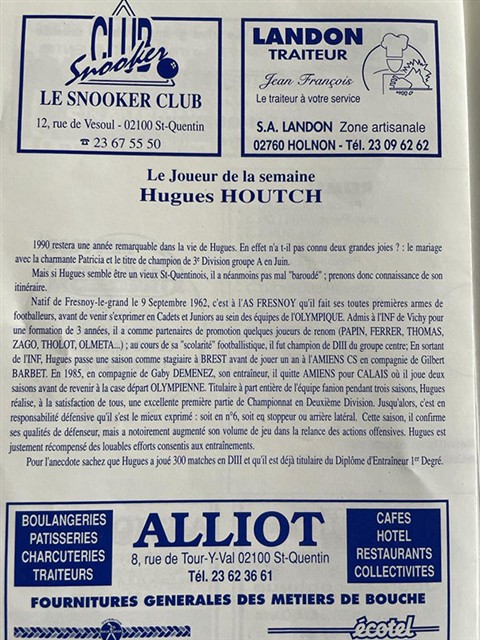 CLUB
Snooker
LE SNOOKER CLUB
12, rue de Vesoul - 02100 St-Quentin
☎ 23 67 55 50
LANDON
TRAITEUR
Jean François
Le traiteur à votre service
S.A. LANDON Zone artisanale
02760 HOLNON - Tél. 23 09 62 62
Le Joueur de la semaine
Hugues HOUTCH
1990 restera une année remarquable dans la vie de Hugues. En effet n'a t-il pas connu deux grandes joies ? : le mariage
avec la charmante Patricia et le titre de champion de 3e Division groupe A en Juin.
Mais si Hugues semble être un vieux St-Quentinois, il a néanmoins pas mal "baroudé" ; prenons donc connaissance de son
itinéraire.
Natif de Fresnoy-le-grand le 9 Septembre 1962, c'est à l'AS FRESNOY qu'il fait ses toutes premières armes de
footballeurs, avant de venir s'exprimer en Cadets et Juniors au sein des équipes de l'OLYMPIQUE. Admis à l'INF de Vichy pour
une formation de 3 années, il a comme partenaires de promotion quelques joueurs de renom (PAPIN, FERRER, THOMAS,
ZAGO, THOLOT, OLMETA...) ; au cours de sa "scolarité" footballistique, il fut champion de DIII du groupe centre; En sortant
de l'INF, Hugues passe une saison comme stagiaire à BREST avant de jouer un an à l'AMIENS CS en compagnie de Gilbert
BARBET. En 1985, en compagnie de Gaby DEMENEZ, son entraîneur, il quitte AMIENS pour CALAIS où il joue deux
saisons avant de revenir à la case départ OLYMPIENNE. Titulaire à part entière de l'équipe fanion pendant trois saisons, Hugues
réalise, à la satisfaction de tous, une excellente première partie de Championnat en Deuxième Division. Jusqu'alors, c'est en
responsabilité défensive qu'il s'est le mieux exprimé : soit en n°6, soit en stoppeur ou arrière latéral. Cette saison, il confirme
ses qualités de défenseur, mais a notoirement augmenté son volume de jeu dans la relance des actions offensives. Hugues est
justement récompensé des louables efforts consentis aux entraînements.
Pour l'anecdote sachez que Hugues a joué 300 matches en DIII et qu'il est déjà titulaire du Diplôme d'Entraîneur 1er Degré.
BOULANGERIES
PATISSERIES
CHARCUTERIES
TRAITEURS
ALLIOT
8, rue de Tour-Y-Val 02100 St-Quentin
Tél. 23 62 36 61
CAFES
HOTEL
RESTAURANTS
COLLECTIVITES
FOURNITURES GENERALES DES METIERS DE BOUCHE
écotel